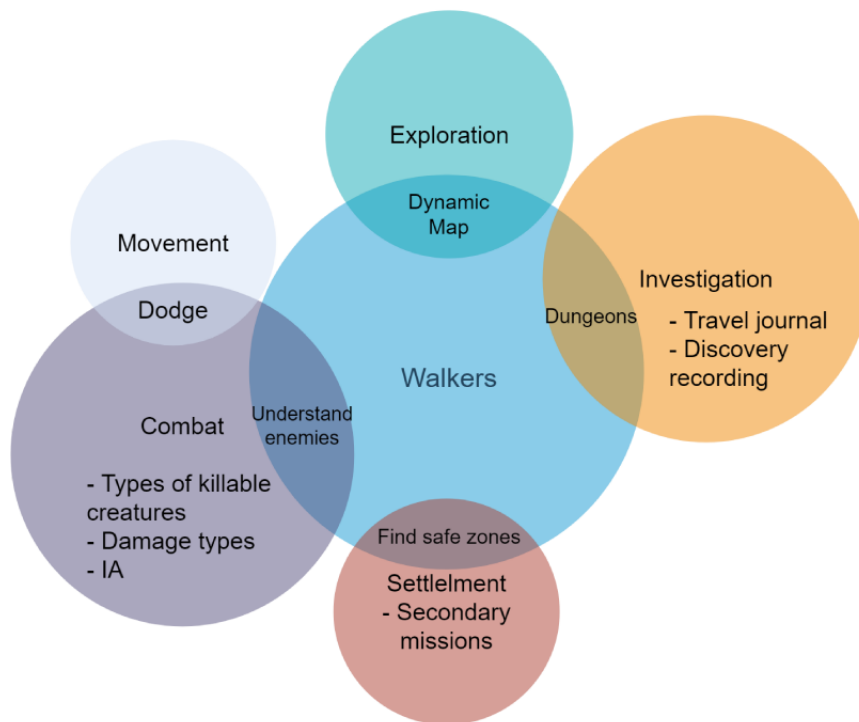 Exploration
Dynamic
Map
Movement
Dodge
Investigation
- Travel journal
- Discovery
recording
Dungeons
Walkers
Understand
enemies
Combat
- Types of killable
creatures
- Damage types
- IA
Find safe zones
Settlelment
- Secondary
missions